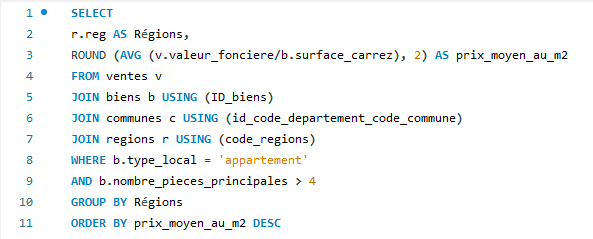 1 SELECT
2 r.reg AS Régions,
3 ROUND (AVG (v.valeur_fonciere/b.surface_carrez), 2) AS prix_moyen_au_m2
4 FROM ventes v
5 JOIN biens b USING (ID_biens)
6 JOIN communes c USING (id_code_departement_code_commune)
7 JOIN regions r USING (code_regions)
8 WHERE b.type_local = 'appartement'
9 AND b.nombre_pieces_principales > 4
10 GROUP BY Régions
11 ORDER BY prix_moyen_au_m2 DESC